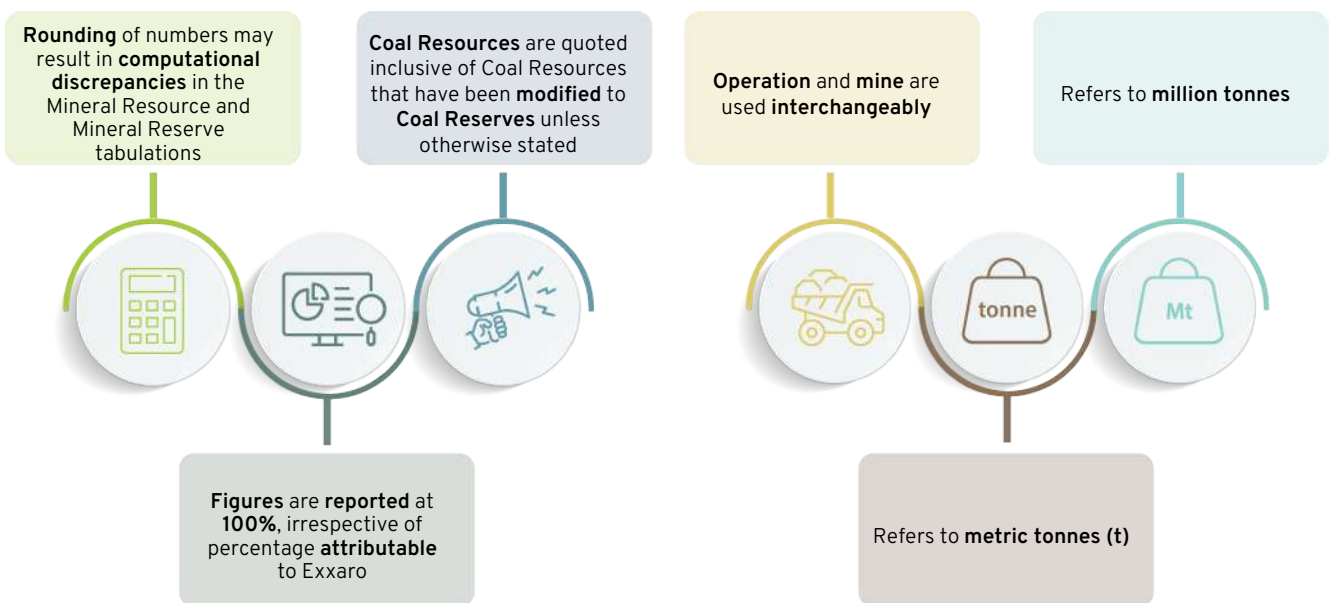 Rounding of numbers may
result in computational
discrepancies in the
Mineral Resource and
Mineral Reserve
tabulations
Coal Resources are quoted
inclusive of Coal Resources
that have been modified to
Coal Reserves unless
otherwise stated
Operation and mine are
used interchangeably
Refers to million tonnes
tonne
Mt
Figures are reported at
100%, irrespective of
percentage attributable
to Exxaro
Refers to metric tonnes (t)